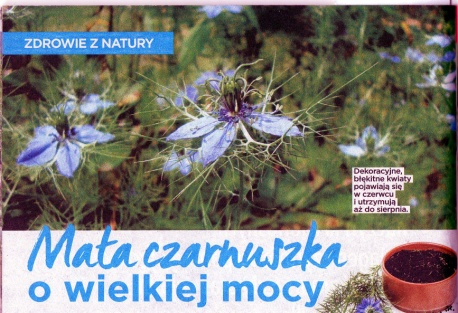 ZDROWIE Z NATURY
Dekoracyjne,
błękitne kwiaty
pojawiają się
w czerwcu
i utrzymują
aż do sierpnia.
Mała czarnuszka
o wielkiej mocy